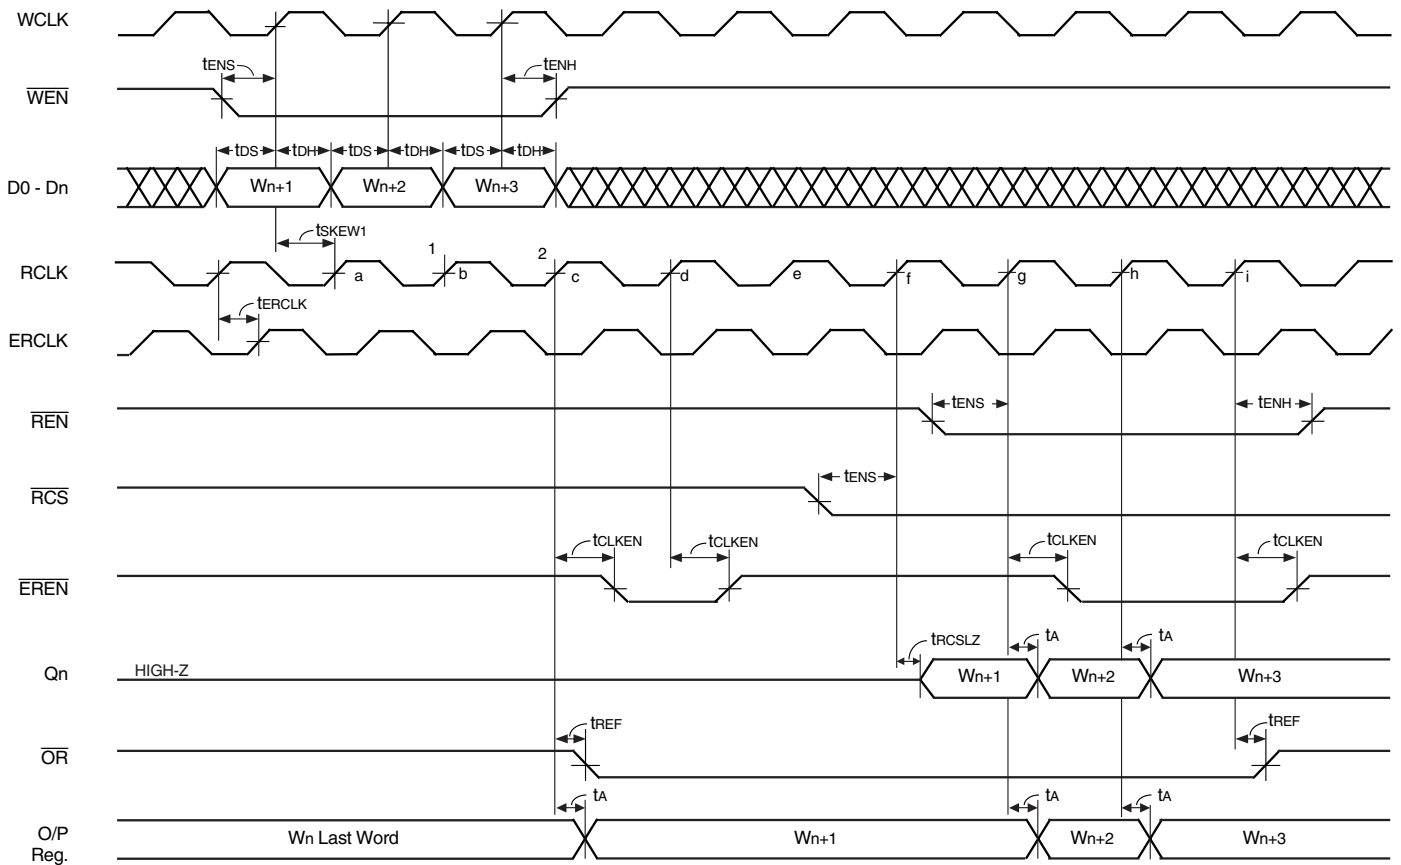 WCLK
tENS
tENH
WEN
tDS tDH tDS tDH tDS tDH
D0 - Dn
Wn+1 Wn+2 Wn+3
tSKEW1
1 2
RCLK
a b c d e f g h i
tERCLK
ERCLK
REN
tENS tENH
RCS
tENS
tCLKEN tCLKEN tCLKEN tCLKEN
EREN
tRCSLZ tA tA
Qn
HIGH-Z
Wn+1 Wn+2 Wn+3
tREF tREF
OR
tA tA tA
O/P
Reg.
Wn Last Word Wn+1 Wn+2 Wn+3